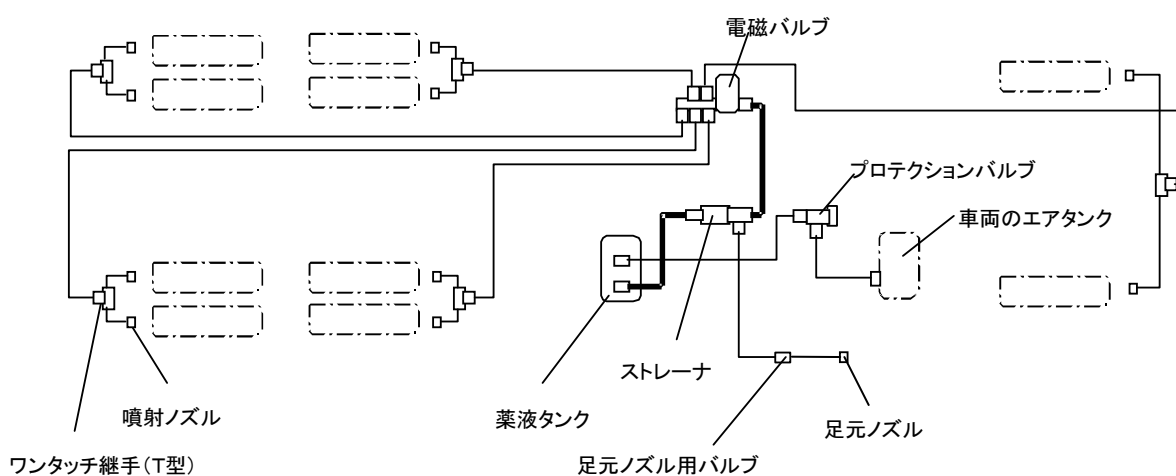 電磁バルブ
プロテクションバルブ
車両のエアタンク
ストレーナ
噴射ノズル
薬液タンク
足元ノズル
ワンタッチ継手(T型)
足元ノズル用バルブ